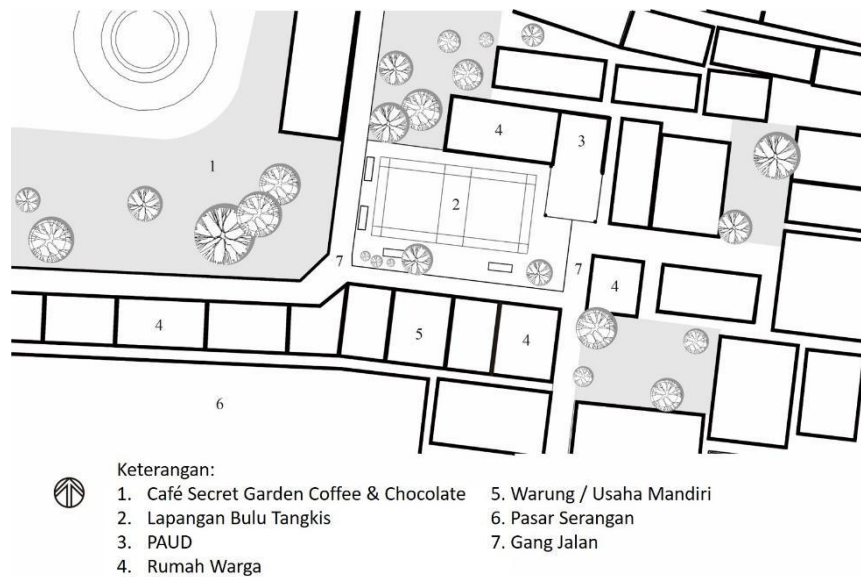 4
3
1
2
7
7
4
4
5
4
6
Keterangan:
1. Café Secret Garden Coffee & Chocolate
2. Lapangan Bulu Tangkis
3. PAUD
4. Rumah Warga
5. Warung / Usaha Mandiri
6. Pasar Serangan
7. Gang Jalan